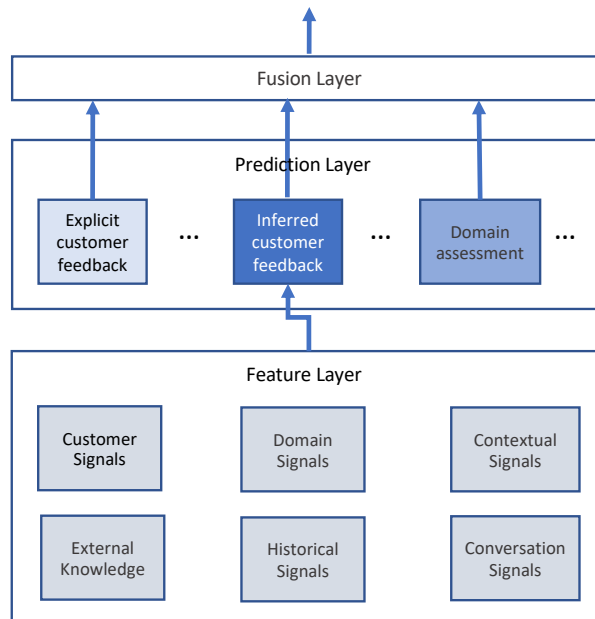 Fusion Layer
Prediction Layer
Explicit
customer
feedback
...
Inferred
customer
feedback
...
Domain
assessment
...
Feature Layer
Customer
Signals
Domain
Signals
Contextual
Signals
External
Knowledge
Historical
Signals
Conversation
Signals